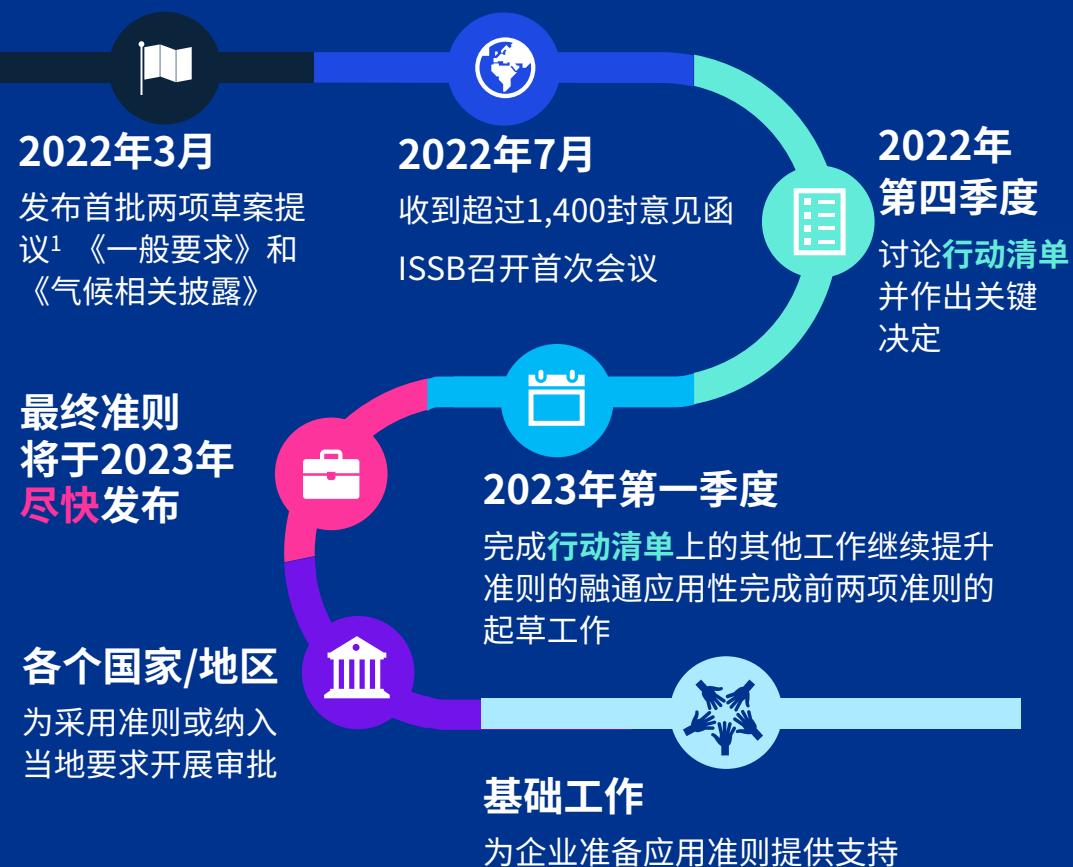 2022年3月
发布首批两项草案提
议¹ 《一般要求》和
《气候相关披露》
2022年7月
收到超过1,400封意见函
ISSB召开首次会议
2022年
第四季度
讨论行动清单
并作出关键
决定
2023年第一季度
完成行动清单上的其他工作继续提升
准则的融通应用性完成前两项准则的
起草工作
最终准则
将于2023年
尽快发布
各个国家/地区
为采用准则或纳入
当地要求开展审批
基础工作
为企业准备应用准则提供支持